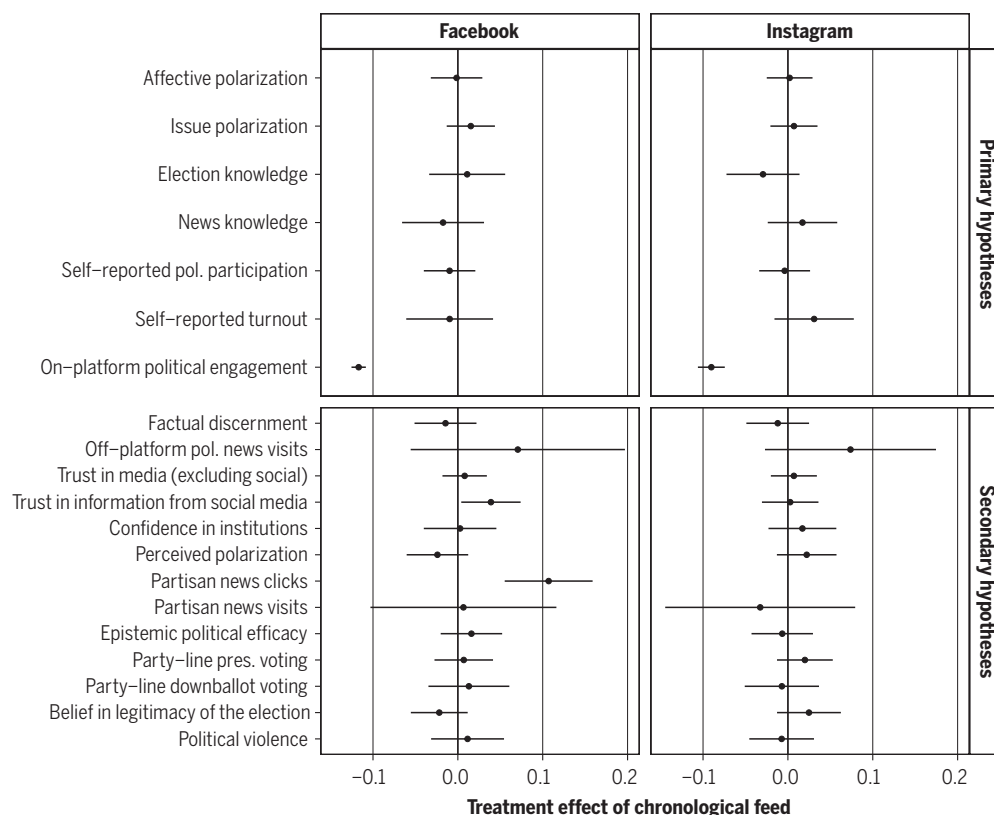 Facebook
Instagram
Affective polarization
Issue polarization
Election knowledge
News knowledge
Self−reported pol. participation
Self−reported turnout
On−platform political engagement
Primary hypotheses
Factual discernment
Off−platform pol. news visits
Trust in media (excluding social)
Trust in information from social media
Confidence in institutions
Perceived polarization
Partisan news clicks
Partisan news visits
Epistemic political efficacy
Party−line pres. voting
Party−line downballot voting
Belief in legitimacy of the election
Political violence
Secondary hypotheses
−0.1 0.0 0.1 0.2
−0.1 0.0 0.1 0.2
Treatment effect of chronological feed